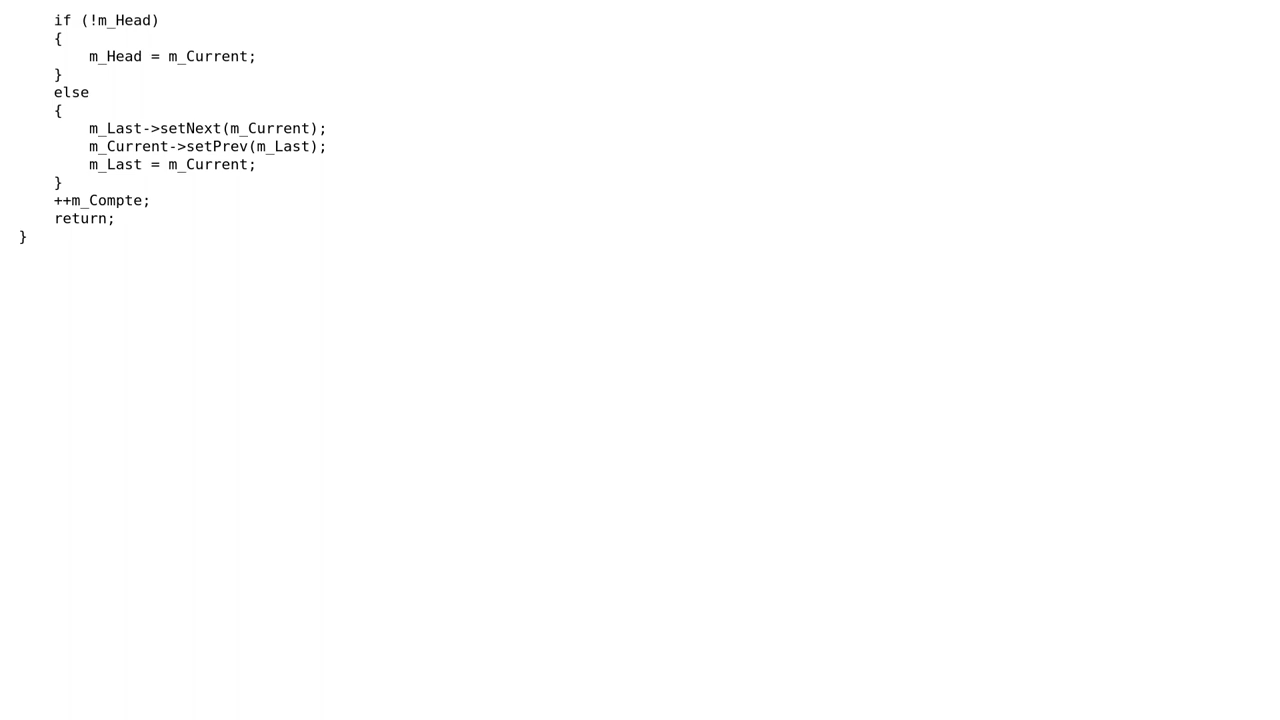 if (!m_Head)
    {
        m_Head = m_Current;
    }
    else
    {
        m_Last->setNext(m_Current);
        m_Current->setPrev(m_Last);
        m_Last = m_Current;
    }
    ++m_Compte;
    return;
}